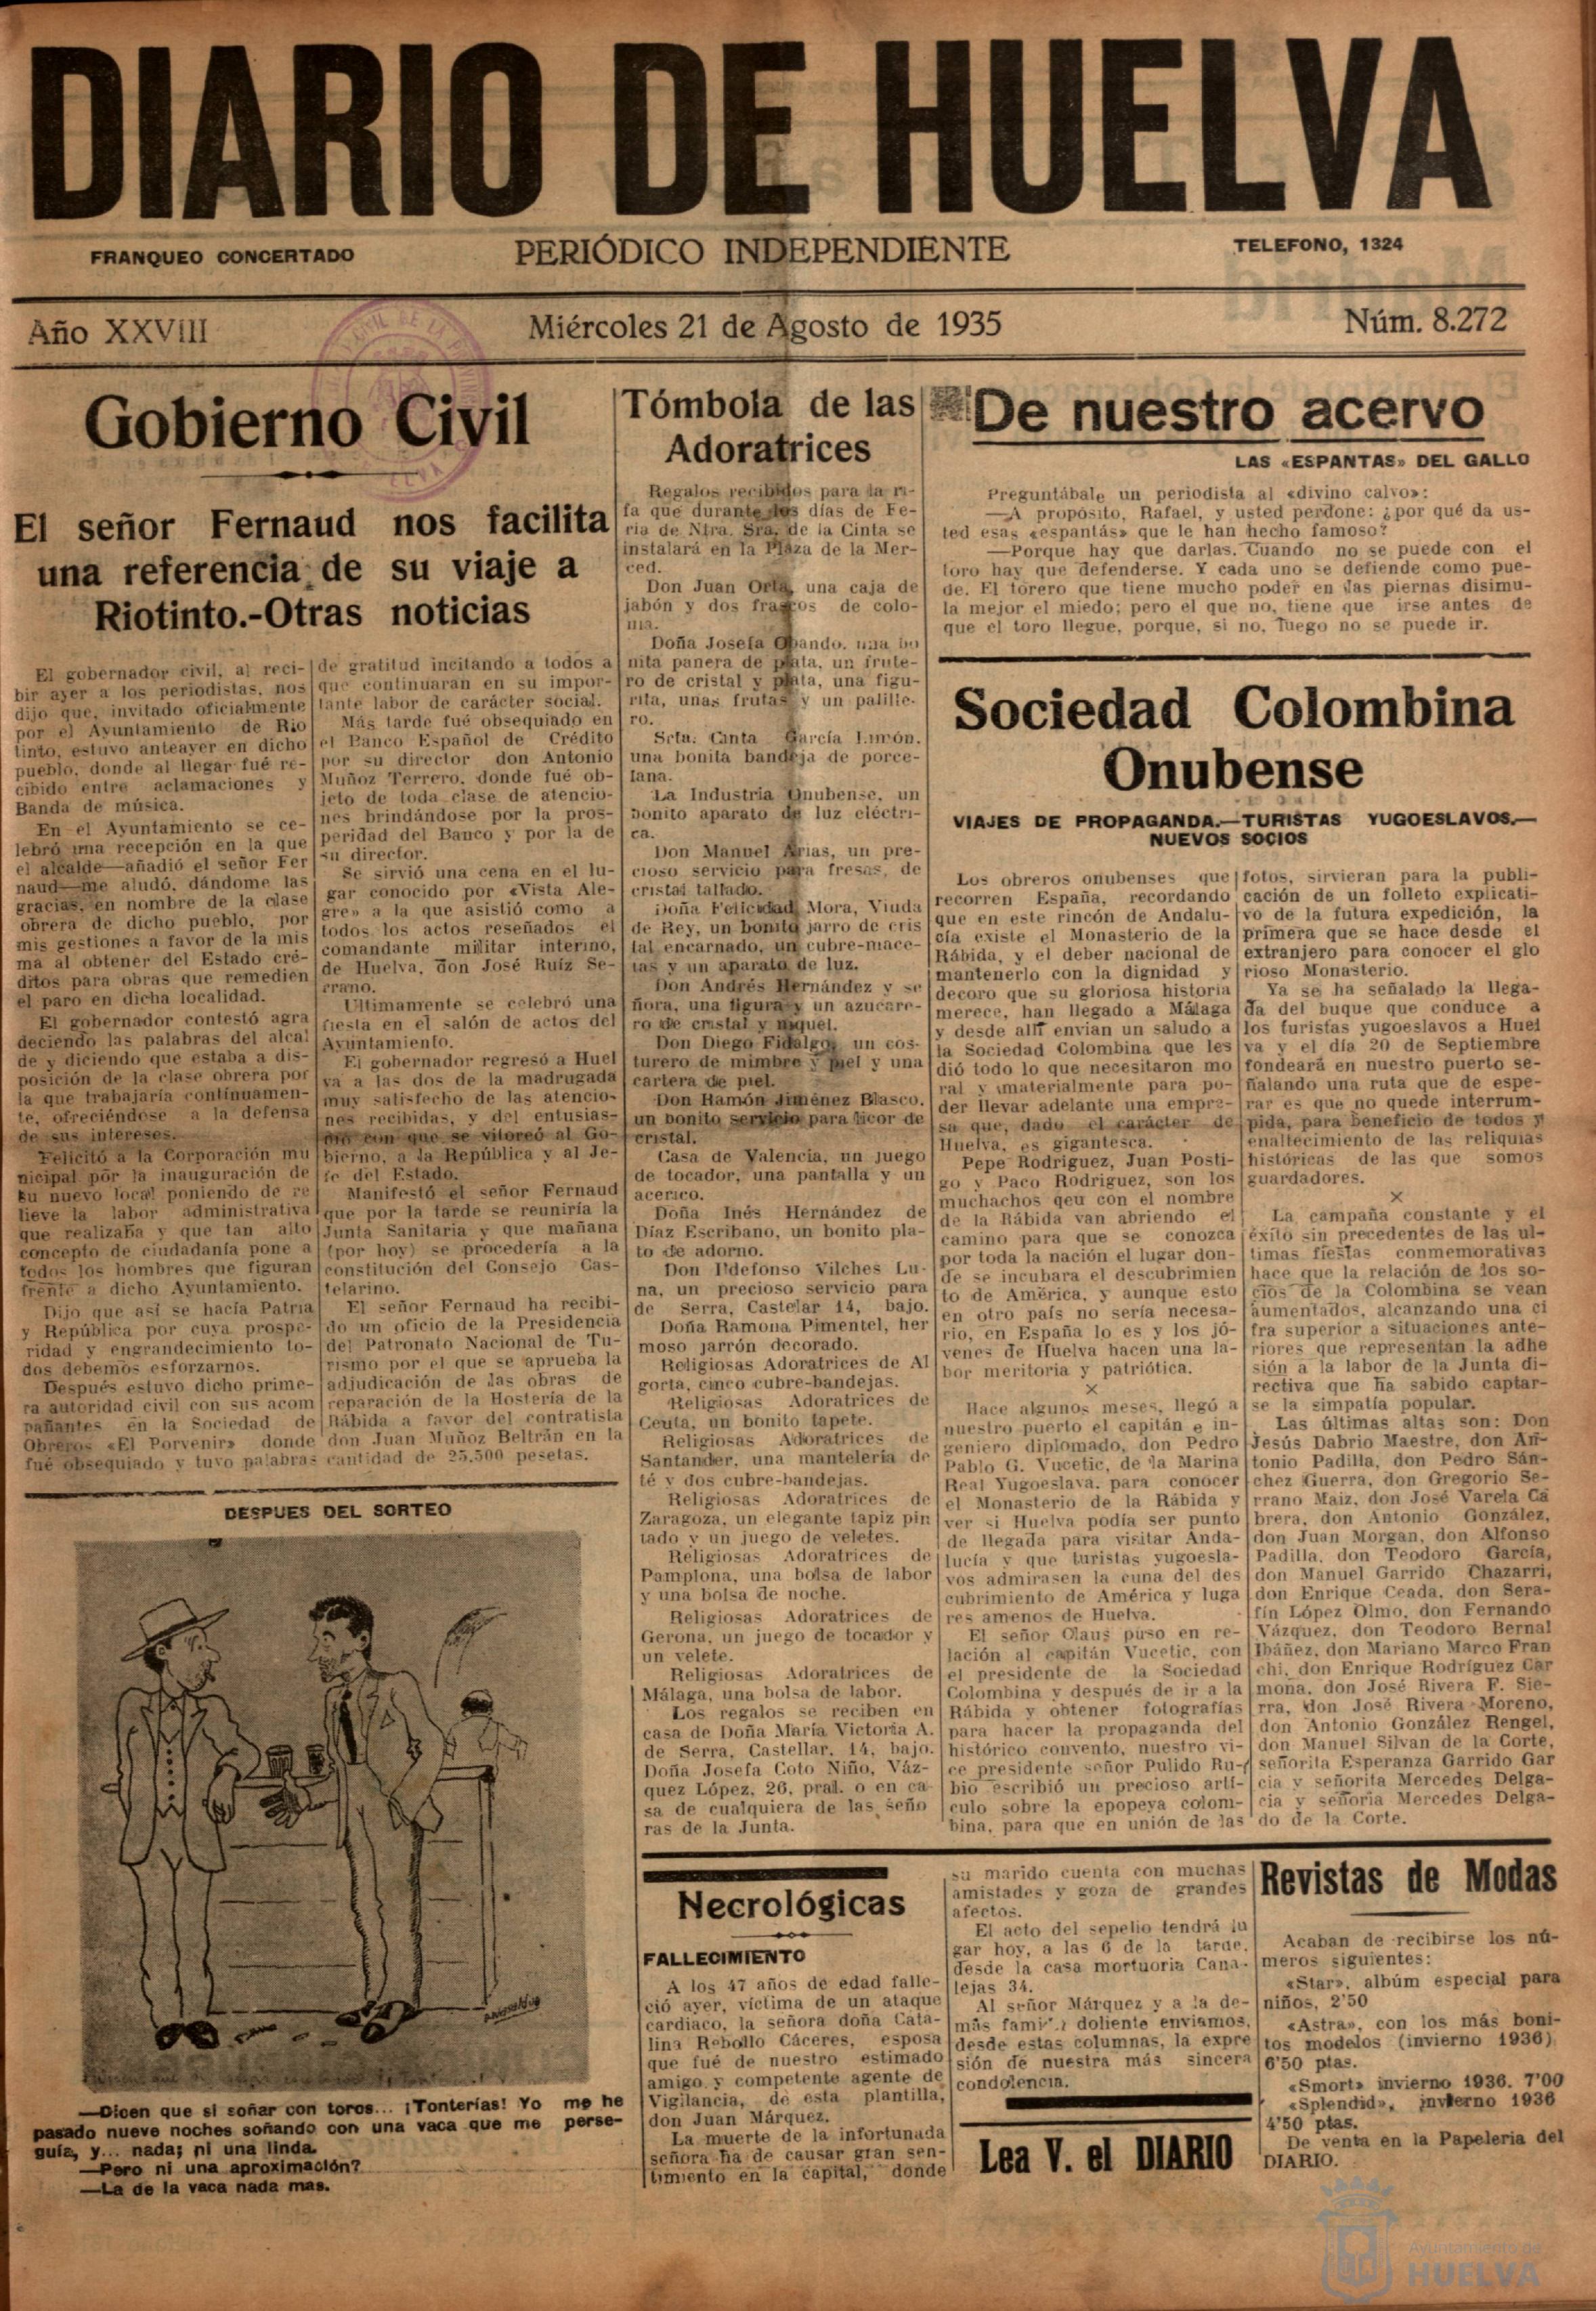 DIARIO DE HUELVA
FRANQUEO CONCERTADO
PERIÓDICO INDEPENDIENTE
TELEFONO, 1324
Año XXVIII
Miércoles 21 de Agosto de 1935
Núm. 8.272
Gobierno Civil
El señor Fernaud nos facilita
una referencia de su viaje a
Riotinto.-Otras noticias
El gobernador civil, al reci-
bir ayer a los periodistas, nos
dijo que, invitado oficialmente
por el Ayuntamiento de Rio
tinto, estuvo anteayer en dicho
pueblo, donde al llegar fué re-
cibido entre aclamaciones y
Banda de música.
En el Ayuntamiento se ce-
lebró una recepción en la que
el alcalde—añadió el señor Fer
naud—me aludó, dándome las
gracias, en nombre de la clase
obrera de dicho pueblo, por
mis gestiones a favor de la mis
ma al obtener del Estado cré-
ditos para obras que remedien
el paro en dicha localidad.
El gobernador contestó agra
deciendo las palabras del alcal
de y diciendo que estaba a dis-
posición de la clase obrera por
la que trabajaría continuamen-
te, ofreciéndose a la defensa
de sus intereses.
Felicitó a la Corporación mu
nicipal por la inauguración de
su nuevo local poniendo de re
lieve la labor administrativa
que realizaba y que tan alto
concepto de ciudadanía pone a
todos los hombres que figuran
frente a dicho Ayuntamiento.
Dijo que así se hacía Patria
y República por cuya prospe-
ridad y engrandecimiento to-
dos debemos esforzarnos.
Después estuvo dicho prime-
ra autoridad civil con sus acom
pañantes en la Sociedad de
Obreros «El Porvenir» donde
fué obsequiado y tuvo palabras
de gratitud incitando a todos a
que continuaran en su impor-
tante labor de carácter social.
Más tarde fué obsequiado en
el Banco Español de Crédito
por su director don Antonio
Muñoz Terrero, donde fué ob-
jeto de toda clase de atencio-
nes brindándose por la pros-
peridad del Banco y por la de
su director.
Se sirvió una cena en el lu-
gar conocido por «Vista Ale-
gre» a la que asistió como a
todos los actos reseñados el
comandante militar interino,
de Huelva, don José Ruíz Se-
rrano.
Ultimamente se celebró una
fiesta en el salón de actos del
Ayuntamiento.
El gobernador regresó a Huel
va a las dos de la madrugada
muy satisfecho de las atencio-
nes recibidas, y del entusias-
mo con que se vitoreó al Go-
bierno, a la República y al Je-
fe del Estado.
Manifestó el señor Fernaud
que por la tarde se reuniría la
Junta Sanitaria y que mañana
(por hoy) se procedería a la
constitución del Consejo Cas-
telarino.
El señor Fernaud ha recibi-
do un oficio de la Presidencia
del Patronato Nacional de Tu-
rismo por el que se aprueba la
adjudicación de las obras de
reparación de la Hostería de la
Rábida a favor del contratista
don Juan Muñoz Beltrán en la
cantidad de 25.500 pesetas.
DESPUES DEL SORTEO
—Dicen que si soñar con toros... ¡Tonterías! Yo me he
pasado nueve noches soñando con una vaca que me perse-
guía, y... nada; ni una linda.
—Pero ni una aproximación?
—La de la vaca nada mas.
Tómbola de las
Adoratrices
Regalos recibidos para la ri-
fa que durante los días de Fe-
ria de Ntra. Sra. de la Cinta se
instalará en la Plaza de la Mer-
ced.
Don Juan Orta, una caja de
jabón y dos frascos de colo-
nia.
Doña Josefa Obando, una bo
nita panera de plata, un frute-
ro de cristal y plata, una figu-
rita, unas frutas y un palille-
ro.
Srta. Cinta García Limón,
una bonita bandeja de porce-
lana.
La Industria Onubense, un
bonito aparato de luz eléctri-
ca.
Don Manuel Arias, un pre-
cioso servicio para fresas, de
cristal tallado.
Doña Felicidad Mora, Viuda
de Rey, un bonito jarro de cris
tal encarnado, un cubre-mace-
tas y un aparato de luz.
Don Andrés Hernández y se
ñora, una figura y un azucare-
ro de cristal y niquel.
Don Diego Fidalgo, un cos-
turero de mimbre y piel y una
cartera de piel.
Don Ramón Jiménez Blasco,
un bonito servicio para licor de
cristal.
Casa de Valencia, un juego
de tocador, una pantalla y un
acerico.
Doña Inés Hernández de
Díaz Escribano, un bonito pla-
to de adorno.
Don Ildefonso Vilches Lu-
na, un precioso servicio para
de Serra, Castelar 14, bajo.
Doña Ramona Pimentel, her
moso jarrón decorado.
Religiosas Adoratrices de Al
gorta, cinco cubre-bandejas.
Religiosas Adoratrices de
Ceuta, un bonito tapete.
Religiosas Adoratrices de
Santander, una mantelería de
té y dos cubre-bandejas.
Religiosas Adoratrices de
Zaragoza, un elegante tapiz pin
tado y un juego de veletes.
Religiosas Adoratrices de
Pamplona, una bolsa de labor
y una bolsa de noche.
Religiosas Adoratrices de
Gerona, un juego de tocador y
un velete.
Religiosas Adoratrices de
Málaga, una bolsa de labor.
Los regalos se reciben en
casa de Doña María Victoria A.
de Serra, Castellar, 14, bajo.
Doña Josefa Coto Niño, Váz-
quez López, 26, pral. o en ca-
sa de cualquiera de las seño
ras de la Junta.
De nuestro acervo
LAS «ESPANTAS» DEL GALLO
Preguntábale un periodista al «divino calvo»:
—A propósito, Rafael, y usted perdone: ¿por qué da us-
ted esas «espantás» que le han hecho famoso?
—Porque hay que darlas. Cuando no se puede con el
toro hay que defenderse. Y cada uno se defiende como pue-
de. El torero que tiene mucho poder en las piernas disimu-
la mejor el miedo; pero el que no, tiene que irse antes de
que el toro llegue, porque, si no, luego no se puede ir.
Sociedad Colombina
Onubense
VIAJES DE PROPAGANDA.—TURISTAS YUGOESLAVOS.—
NUEVOS SOCIOS
Los obreros onubenses que
recorren España, recordando
que en este rincón de Andalu-
cía existe el Monasterio de la
Rábida, y el deber nacional de
mantenerlo con la dignidad y
decoro que su gloriosa historia
merece, han llegado a Málaga
y desde allí envian un saludo a
la Sociedad Colombina que les
dió todo lo que necesitaron mo
ral y materialmente para po-
der llevar adelante una empre-
sa que, dado el carácter de
Huelva, es gigantesca.
Pepe Rodríguez, Juan Posti-
go y Paco Rodriguez, son los
muchachos qeu con el nombre
de la Rábida van abriendo el
camino para que se conozca
por toda la nación el lugar don-
de se incubara el descubrimien
to de América, y aunque esto
en otro país no sería necesa-
rio, en España lo es y los jó-
venes de Huelva hacen una la-
bor meritoria y patriótica.
×
Hace algunos meses, llegó a
nuestro puerto el capitán e in-
geniero diplomado, don Pedro
Pablo G. Vucetic, de la Marina
Real Yugoeslava, para conocer
el Monasterio de la Rábida y
ver si Huelva podía ser punto
de llegada para visitar Anda-
lucía y que turistas yugoesla-
vos admirasen la cuna del des
cubrimiento de América y luga
res amenos de Huelva.
El señor Olaus puso en re-
lación al capitán Vucetic, con
el presidente de la Sociedad
Colombina y después de ir a la
Rábida y obtener fotografías
para hacer la propaganda del
histórico convento, nuestro vi-
ce presidente señor Pulido Ru-
bio escribió un precioso artí-
culo sobre la epopeya colom-
bina, para que en unión de las
fotos, sirvieran para la publi-
cación de un folleto explicati-
vo de la futura expedición, la
primera que se hace desde el
extranjero para conocer el glo
rioso Monasterio.
Ya se ha señalado la llega-
da del buque que conduce a
los turistas yugoeslavos a Huel
va y el día 20 de Septiembre
fondeará en nuestro puerto se-
ñalando una ruta que de espe-
rar es que no quede interrum-
pida, para beneficio de todos y
enaltecimiento de las reliquias
históricas de las que somos
guardadores.
×
La campaña constante y el
éxito sin precedentes de las ul-
timas fiestas conmemorativas
hace que la relación de los so-
cios de la Colombina se vean
aumentados, alcanzando una ci
fra superior a situaciones ante-
riores que representan la adhe
sión a la labor de la Junta di-
rectiva que ha sabido captar-
se la simpatía popular.
Las últimas altas son: Don
Jesús Dabrio Maestre, don An-
tonio Padilla, don Pedro Sán-
chez Guerra, don Gregorio Se-
rrano Maiz, don José Varela Ca
brera, don Antonio González,
don Juan Morgan, don Alfonso
Padilla, don Teodoro García,
don Manuel Garrido Chazarri,
don Enrique Ceada, don Sera-
fín López Olmo, don Fernando
Vázquez, don Teodoro Bernal
Ibáñez, don Mariano Marco Fran
chi, don Enrique Rodríguez Car
mona, don José Rivera F. Sie-
rra, don José Rivera Moreno,
don Antonio González Rengel,
don Manuel Silvan de la Corte,
señorita Esperanza Garrido Gar
cia y señorita Mercedes Delga-
cia y señoria Mercedes Delga-
do de la Corte.
Necrológicas
FALLECIMIENTO
A los 47 años de edad falle-
ció ayer, víctima de un ataque
cardiaco, la señora doña Cata-
lina Rebollo Cáceres, esposa
que fué de nuestro estimado
amigo y competente agente de
Vigilancia, de esta plantilla,
don Juan Márquez.
La muerte de la infortunada
señora ha de causar gran sen-
timiento en la capital, donde
su marido cuenta con muchas
amistades y goza de grandes
afectos.
El acto del sepelio tendrá lu
gar hoy, a las 6 de la tarde,
desde la casa mortuoria Cana-
lejas 34.
Al señor Márquez y a la de-
más doliente enviamos,
desde estas columnas, la expre
sión de nuestra más sincera
condolencia.
Lea V. el DIARIO
Revistas de Modas
Acaban de recibirse los nú-
meros siguientes:
«Star», albúm especial para
niños, 2'50
«Astra», con los más boni-
tos modelos (invierno 1936)
6'50 ptas.
«Smort» invierno 1936. 7'00
«Splendid», invierno 1936
4'50 ptas.
De venta en la Papeleria del
DIARIO.
Ayuntamiento de
HUELVA